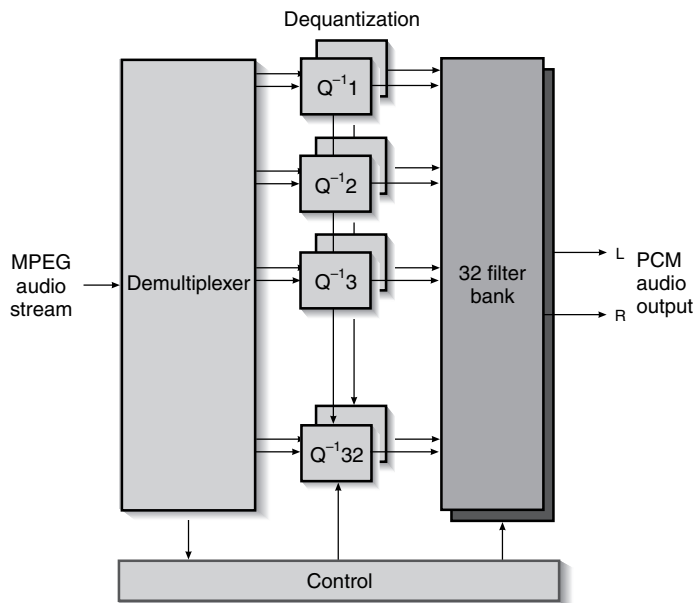 Dequantization
Q⁻¹1
Q⁻¹2
Q⁻¹3
Q⁻¹32
MPEG
audio
stream
Demultiplexer
32 filter
bank
L
R
PCM
audio
output
Control